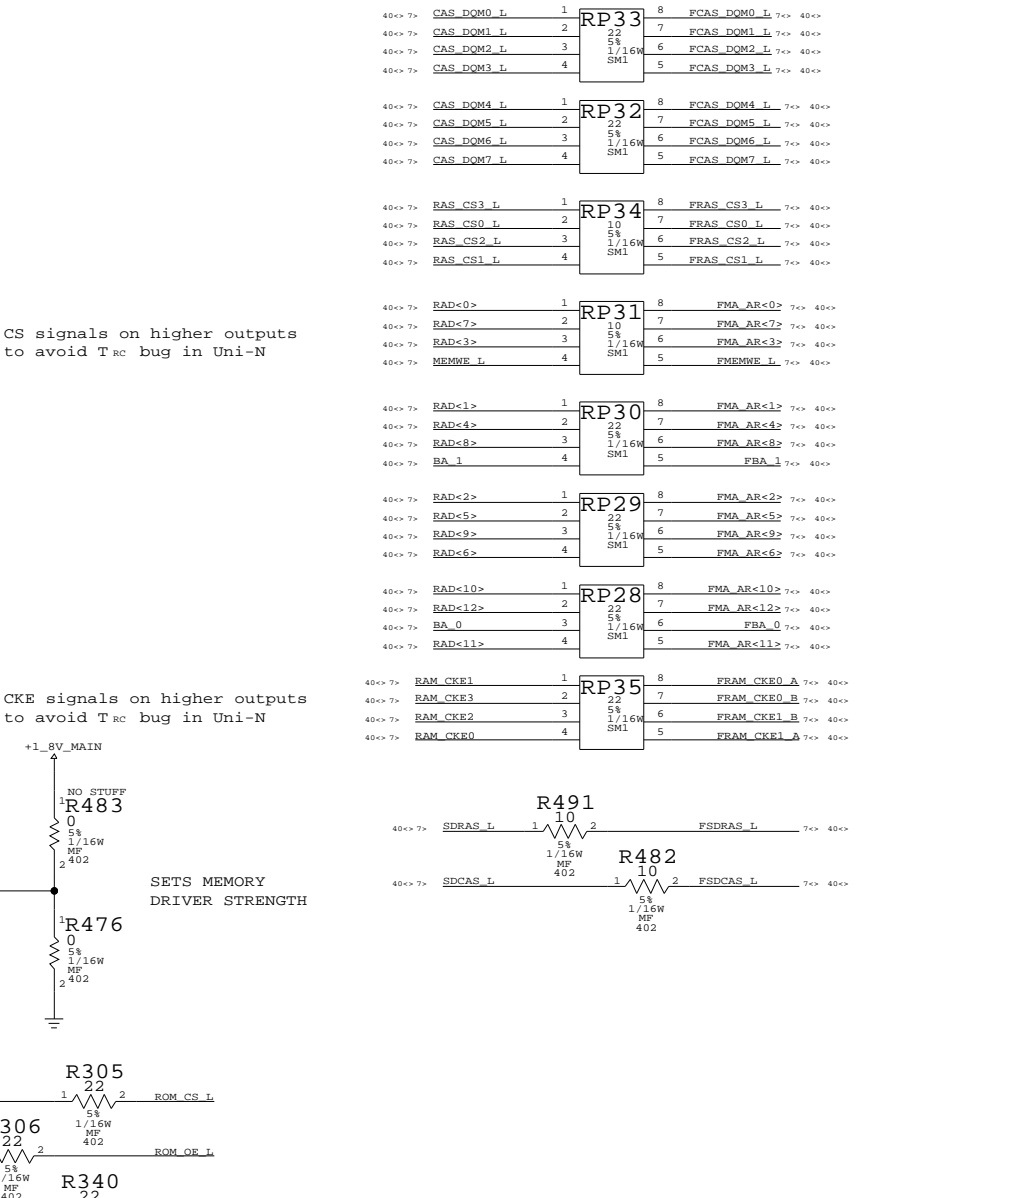 40<> 7> CAS_DQM0_L 1 RP33 8 FCAS_DQM0_L 7<> 40<>
40<> 7> CAS_DQM1_L 2 22 7 FCAS_DQM1_L 7<> 40<>
5%
40<> 7> CAS_DQM2_L 3 1/16W 6 FCAS_DQM2_L 7<> 40<>
SM1
40<> 7> CAS_DQM3_L 4 5 FCAS_DQM3_L 7<> 40<>
40<> 7> CAS_DQM4_L 1 RP32 8 FCAS_DQM4_L 7<> 40<>
40<> 7> CAS_DQM5_L 2 22 7 FCAS_DQM5_L 7<> 40<>
5%
40<> 7> CAS_DQM6_L 3 1/16W 6 FCAS_DQM6_L 7<> 40<>
SM1
40<> 7> CAS_DQM7_L 4 5 FCAS_DQM7_L 7<> 40<>
40<> 7> RAS_CS3_L 1 RP34 8 FRAS_CS3_L 7<> 40<>
40<> 7> RAS_CS0_L 2 10 7 FRAS_CS0_L 7<> 40<>
5%
40<> 7> RAS_CS2_L 3 1/16W 6 FRAS_CS2_L 7<> 40<>
SM1
40<> 7> RAS_CS1_L 4 5 FRAS_CS1_L 7<> 40<>
40<> 7> RAD<0> 1 RP31 8 FMA_AR<0> 7<> 40<>
40<> 7> RAD<7> 2 10 7 FMA_AR<7> 7<> 40<>
5%
40<> 7> RAD<3> 3 1/16W 6 FMA_AR<3> 7<> 40<>
SM1
40<> 7> MEMWE_L 4 5 FMEMWE_L 7<> 40<>
CS signals on higher outputs
to avoid TRC bug in Uni-N
40<> 7> RAD<1> 1 RP30 8 FMA_AR<1> 7<> 40<>
40<> 7> RAD<4> 2 22 7 FMA_AR<4> 7<> 40<>
5%
40<> 7> RAD<8> 3 1/16W 6 FMA_AR<8> 7<> 40<>
SM1
40<> 7> BA_1 4 5 FBA_1 7<> 40<>
40<> 7> RAD<2> 1 RP29 8 FMA_AR<2> 7<> 40<>
40<> 7> RAD<5> 2 22 7 FMA_AR<5> 7<> 40<>
5%
40<> 7> RAD<9> 3 1/16W 6 FMA_AR<9> 7<> 40<>
SM1
40<> 7> RAD<6> 4 5 FMA_AR<6> 7<> 40<>
40<> 7> RAD<10> 1 RP28 8 FMA_AR<10> 7<> 40<>
40<> 7> RAD<12> 2 22 7 FMA_AR<12> 7<> 40<>
5%
40<> 7> BA_0 3 1/16W 6 FBA_0 7<> 40<>
SM1
40<> 7> RAD<11> 4 5 FMA_AR<11> 7<> 40<>
40<> 7> RAM_CKE1 1 RP35 8 FRAM_CKE0_A 7<> 40<>
40<> 7> RAM_CKE3 2 22 7 FRAM_CKE0_B 7<> 40<>
5%
40<> 7> RAM_CKE2 3 1/16W 6 FRAM_CKE1_B 7<> 40<>
SM1
40<> 7> RAM_CKE0 4 5 FRAM_CKE1_A 7<> 40<>
CKE signals on higher outputs
to avoid TRC bug in Uni-N
+1_8V_MAIN
NO STUFF
1 R483
0
5%
1/16W
MF
2 402
SETS MEMORY
DRIVER STRENGTH
1 R476
0
5%
1/16W
MF
2 402
R491
10
40<> 7> SDRAS_L 1 2 FSDRAS_L 7<> 40<>
5%
1/16W
MF
402
R482
10
40<> 7> SDCAS_L 1 2 FSDCAS_L 7<> 40<>
5%
1/16W
MF
402
R305
22
1 2 ROM_CS_L
5%
1/16W
MF
402
306
22
2 ROM_OE_L
5%
/16W
MF
402
R340
22